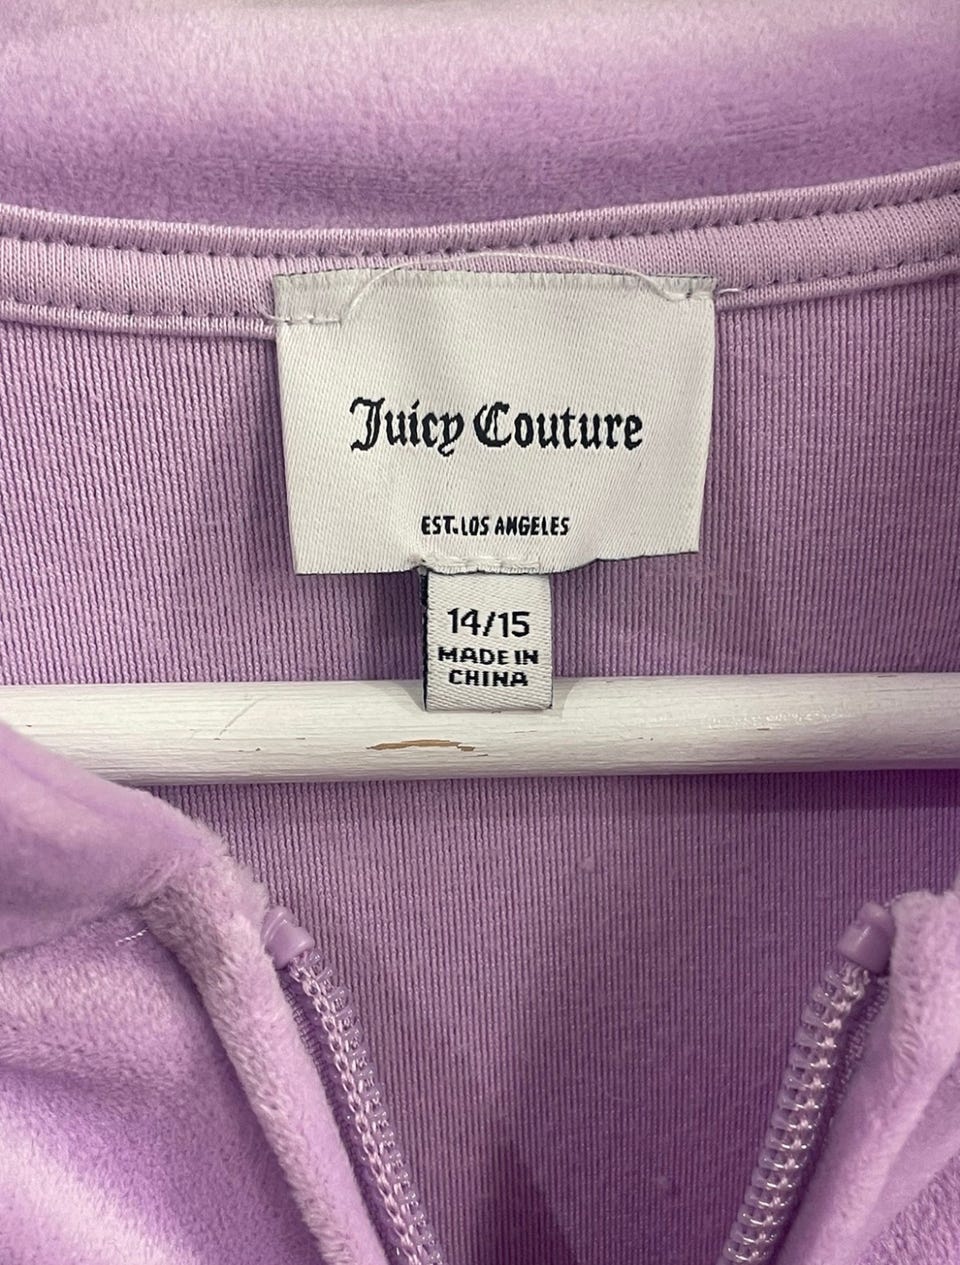 Juicy Couture
EST. LOS ANGELES
14/15
MADE IN
CHINA